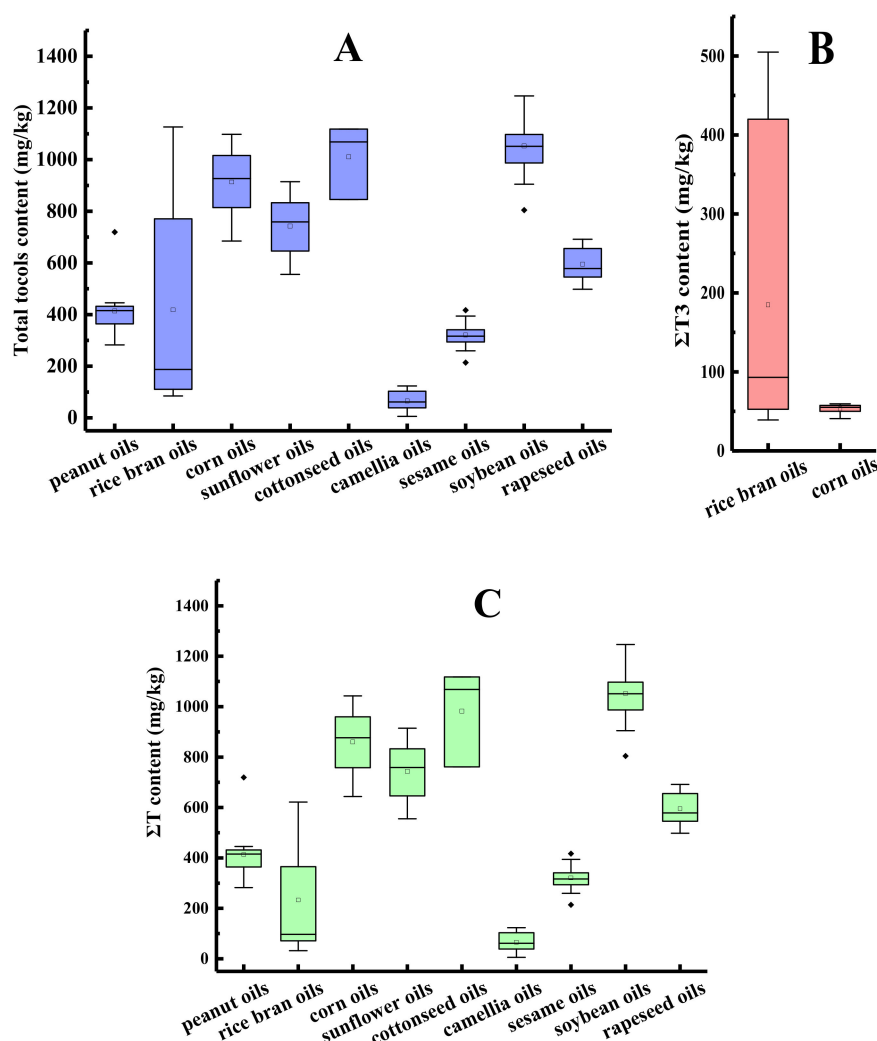 A
Total tocols content (mg/kg)
1400
1200
1000
800
600
400
200
0
peanut oils
rice bran oils
corn oils
sunflower oils
cottonseed oils
camellia oils
sesame oils
soybean oils
rapeseed oils
B
ΣT3 content (mg/kg)
500
400
300
200
100
0
rice bran oils
corn oils
C
ΣT content (mg/kg)
1400
1200
1000
800
600
400
200
0
peanut oils
rice bran oils
corn oils
sunflower oils
cottonseed oils
camellia oils
sesame oils
soybean oils
rapeseed oils